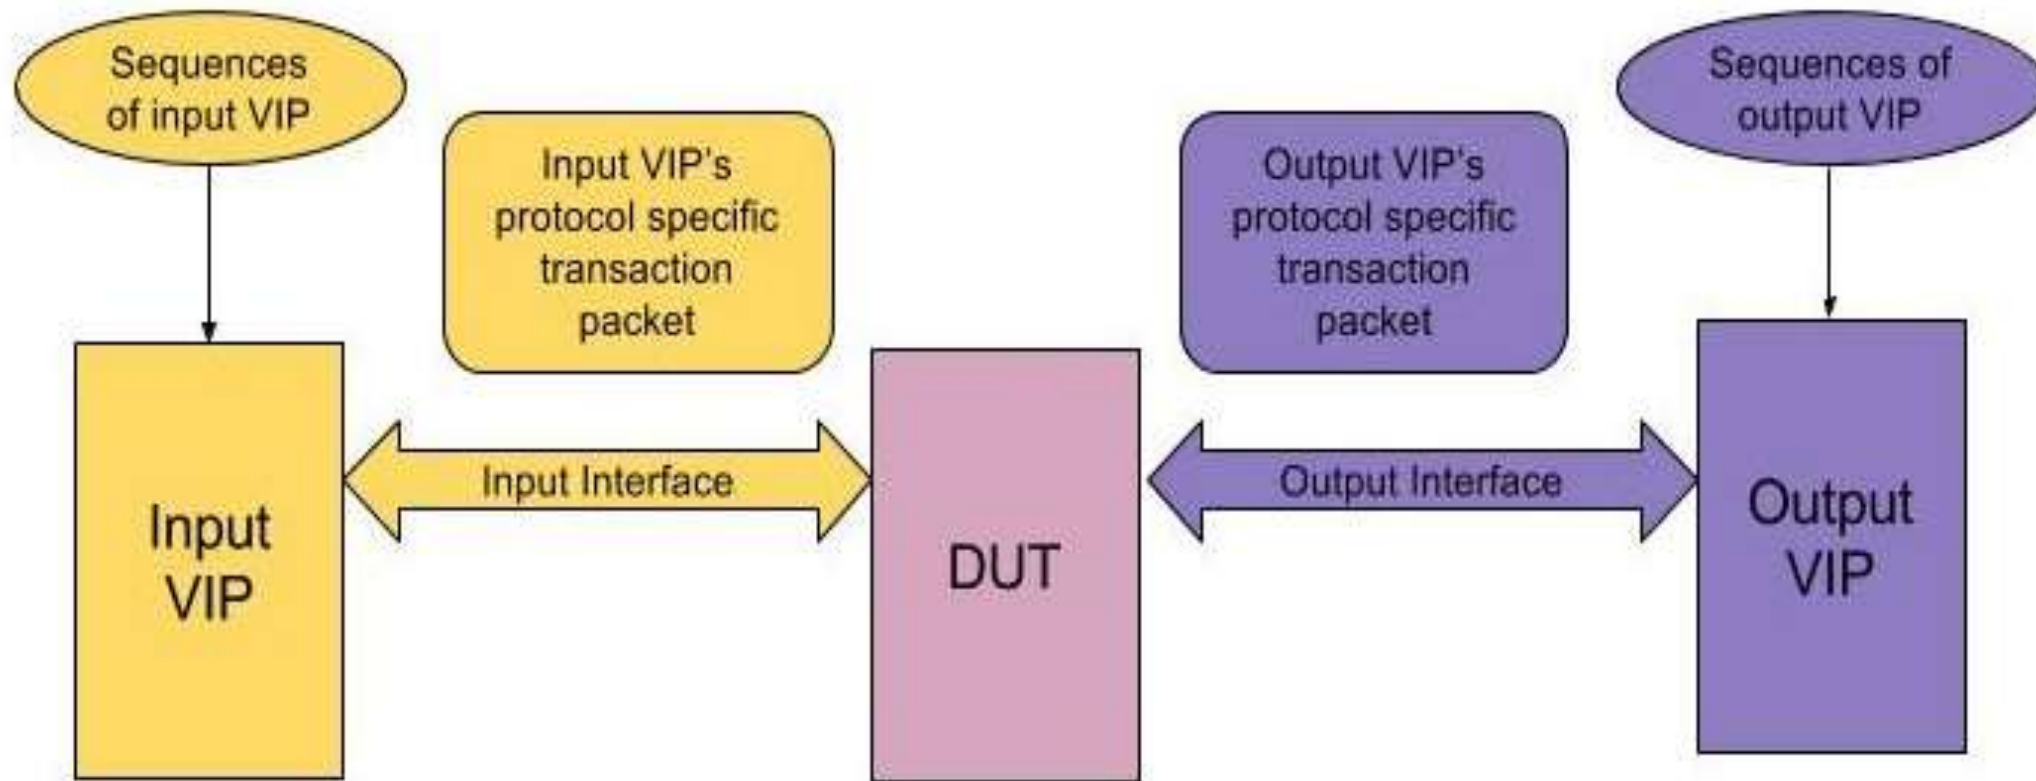 Sequences
of input VIP
Input VIP's
protocol specific
transaction
packet
Output VIP's
protocol specific
transaction
packet
Sequences of
output VIP
Input Interface
Output Interface
Input
VIP
DUT
Output
VIP